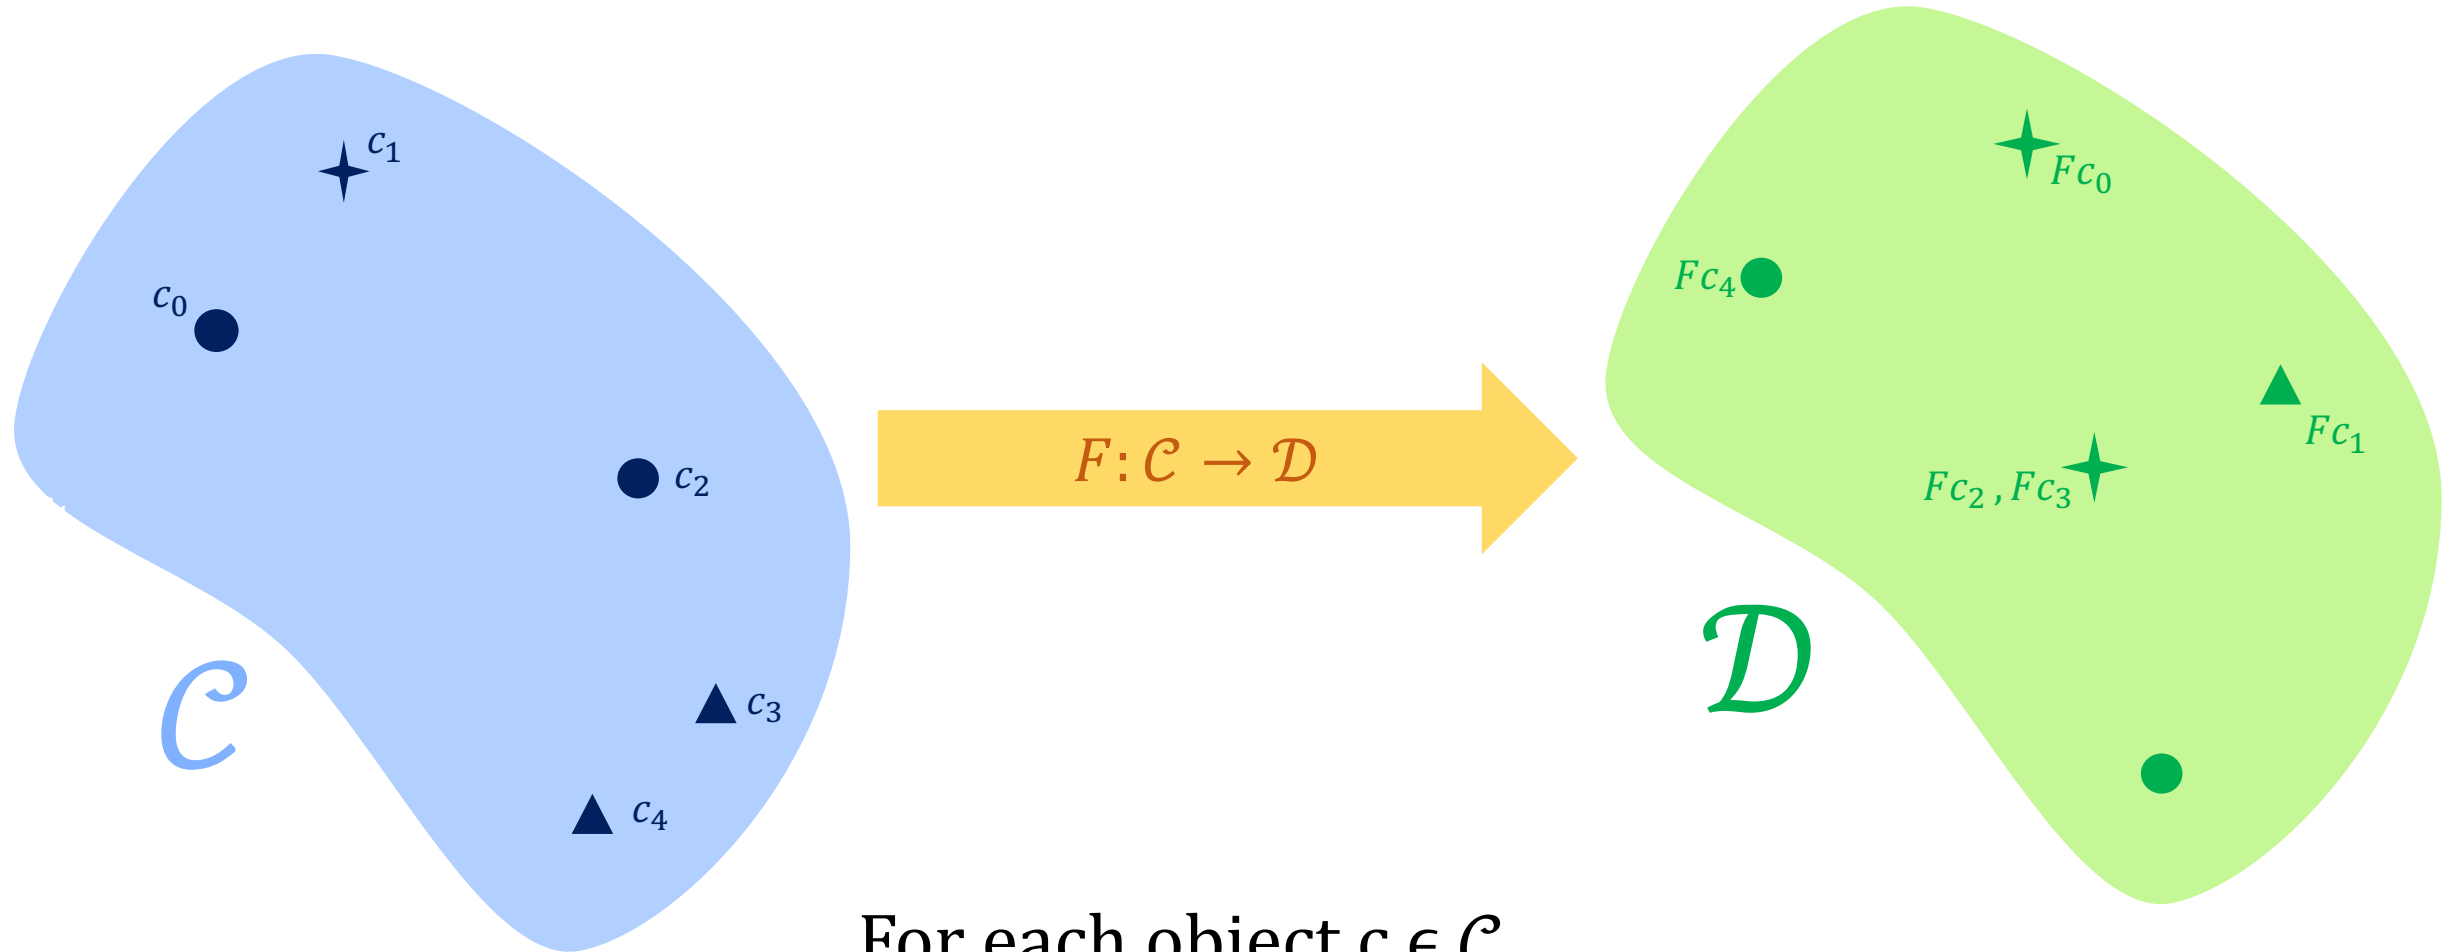 c₁
c₀
c₂
c₃
c₄
𝒞
F: 𝒞 → 𝒟
Fc₀
Fc₄
Fc₁
Fc₂ , Fc₃
𝒟
For each object c ∈ 𝒞